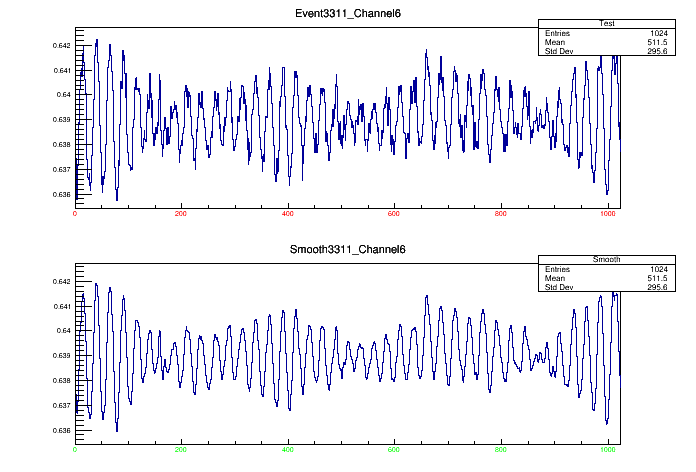 Event3311_Channel6
Test
Entries 1024
Mean 511.5
Std Dev 295.6
0.642
0.641
0.64
0.639
0.638
0.637
0.636
0 200 400 600 800 1000
Smooth3311_Channel6
Smooth
Entries 1024
Mean 511.5
Std Dev 295.6
0.642
0.641
0.64
0.639
0.638
0.637
0.636
0 200 400 600 800 1000